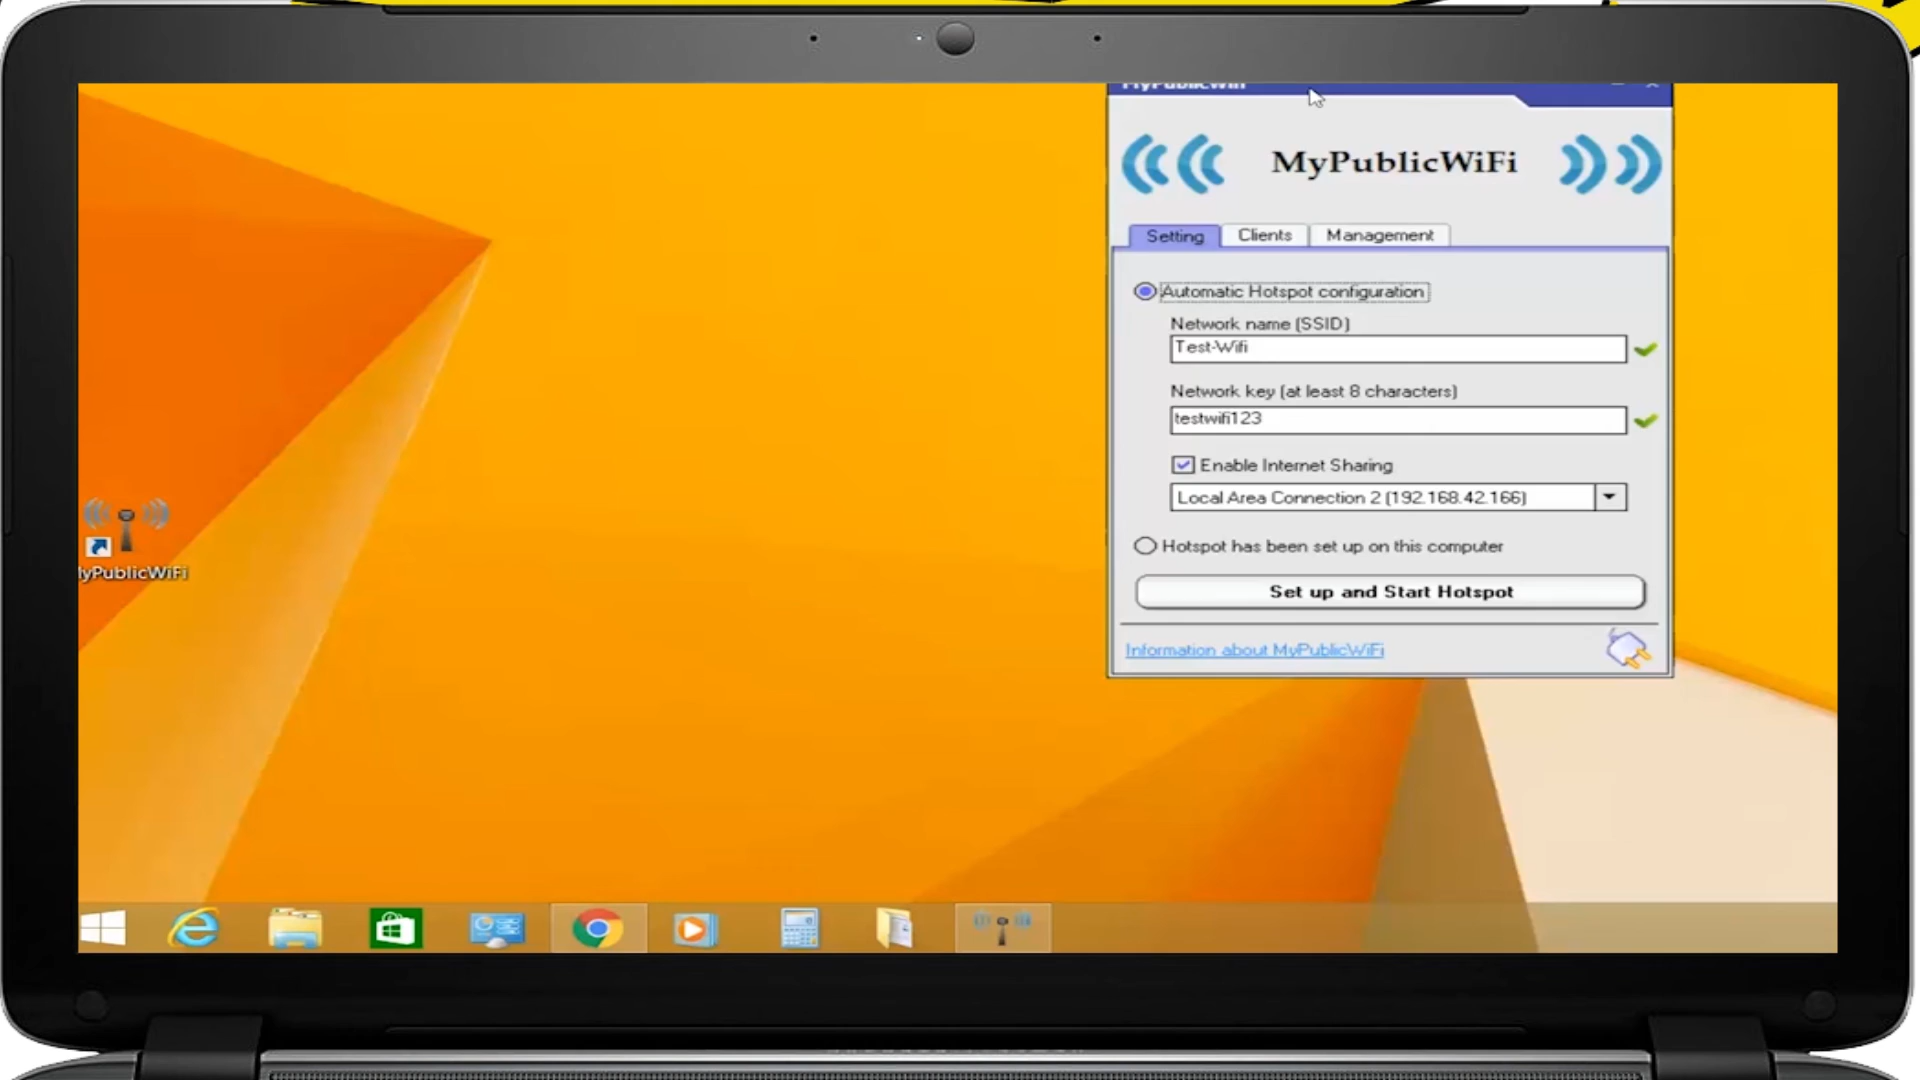 MyPublicWiFi
MyPublicWiFi
Setting Clients Management
Automatic Hotspot configuration
Network name (SSID)
Test-Wifi
Network key (at least 8 characters)
testwifi123
Enable Internet Sharing
Local Area Connection 2 (192.168.42.166)
Hotspot has been set up on this computer
Set up and Start Hotspot
Information about MyPublicWiFi
lyPublicWiFi